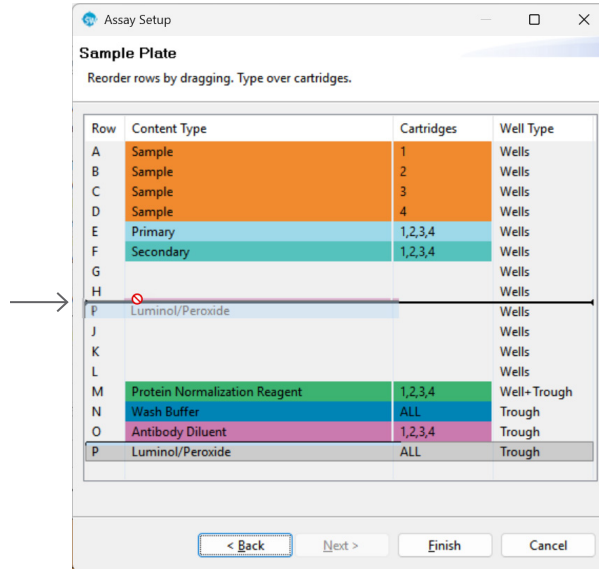 Assay Setup
Sample Plate
Reorder rows by dragging. Type over cartridges.
Row Content Type Cartridges Well Type
A Sample 1 Wells
B Sample 2 Wells
C Sample 3 Wells
D Sample 4 Wells
E Primary 1,2,3,4 Wells
F Secondary 1,2,3,4 Wells
G Wells
H Wells
P Luminol/Peroxide Wells
J Wells
K Wells
L Wells
M Protein Normalization Reagent 1,2,3,4 Well+Trough
N Wash Buffer ALL Trough
O Antibody Diluent 1,2,3,4 Trough
P Luminol/Peroxide ALL Trough
< Back Next > Finish Cancel